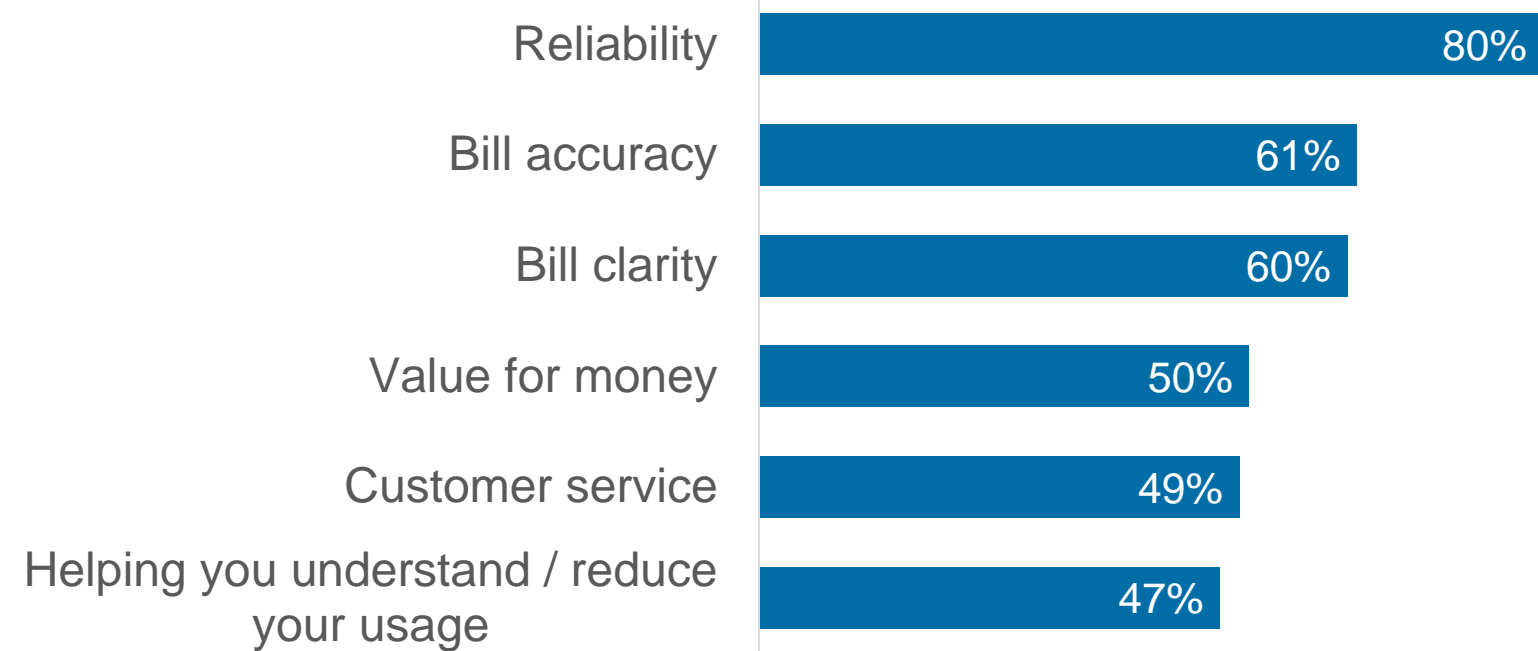 Reliability 80%
Bill accuracy 61%
Bill clarity 60%
Value for money 50%
Customer service 49%
Helping you understand / reduce
your usage 47%